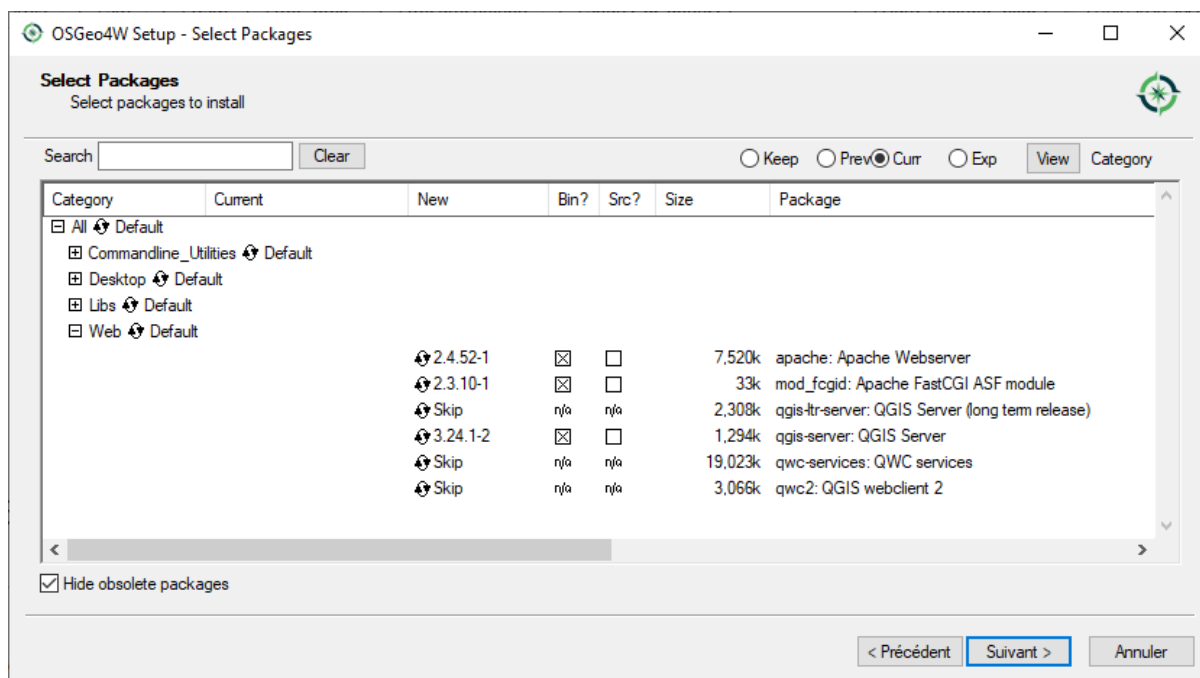 OSGeo4W Setup - Select Packages
Select Packages
Select packages to install
Search Clear Keep Prev Curr Exp View Category
Category Current New Bin? Src? Size Package
All Default
Commandline_Utilities Default
Desktop Default
Libs Default
Web Default
2.4.52-1 7,520k apache: Apache Webserver
2.3.10-1 33k mod_fcgid: Apache FastCGI ASF module
Skip n/a n/a 2,308k qgis-ltr-server: QGIS Server (long term release)
3.24.1-2 1,294k qgis-server: QGIS Server
Skip n/a n/a 19,023k qwc-services: QWC services
Skip n/a n/a 3,066k qwc2: QGIS webclient 2
Hide obsolete packages
< Précédent Suivant > Annuler